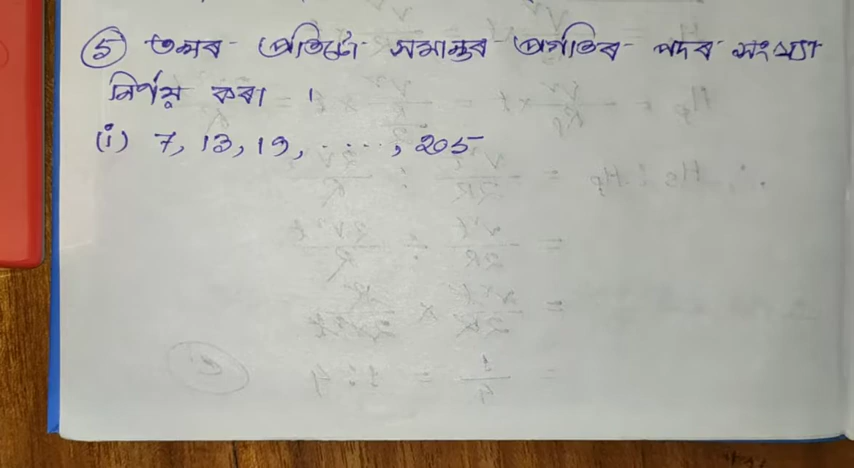 ⑤ তলৰ প্ৰতিটো সমান্তৰ প্ৰগতিৰ পদৰ সংখ্যা
নিৰ্ণয় কৰা ।
(i) 7, 13, 19, ....., 205